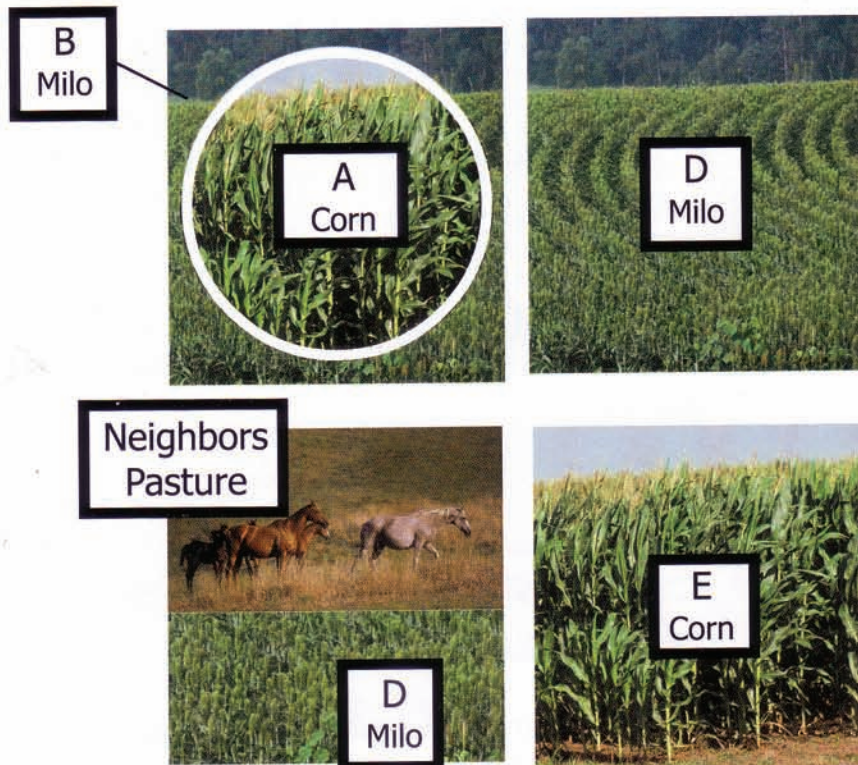 B
Milo
A
Corn
D
Milo
Neighbors
Pasture
D
Milo
E
Corn